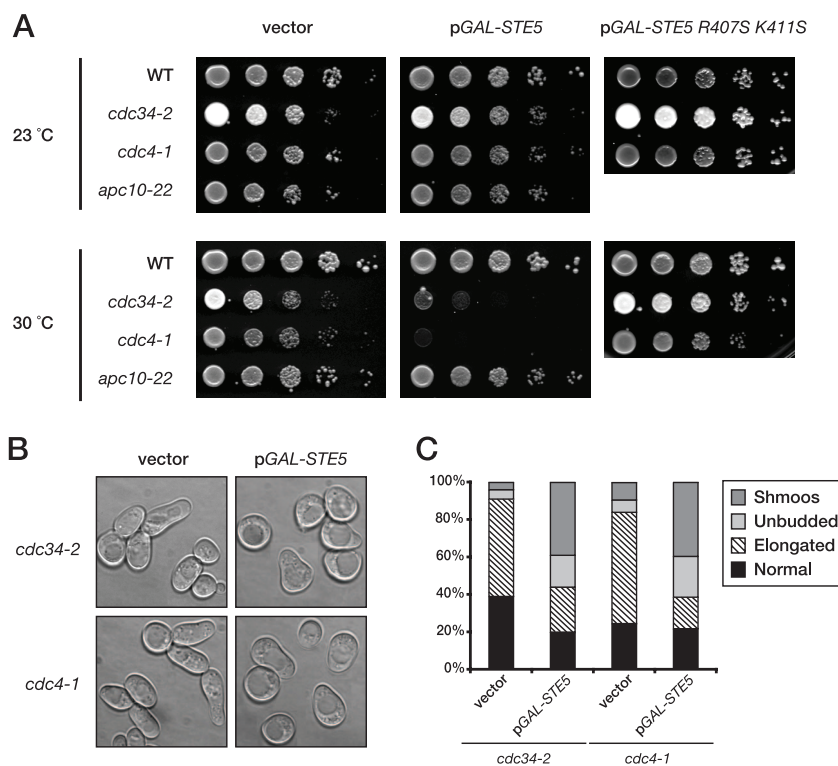 A
vector
pGAL-STE5
pGAL-STE5 R407S K411S
23 °C
WT
cdc34-2
cdc4-1
apc10-22
30 °C
WT
cdc34-2
cdc4-1
apc10-22
B
vector
pGAL-STE5
cdc34-2
cdc4-1
C
100%
80%
60%
40%
20%
0%
Shmoos
Unbudded
Elongated
Normal
vector
pGAL-STE5
vector
pGAL-STE5
cdc34-2
cdc4-1